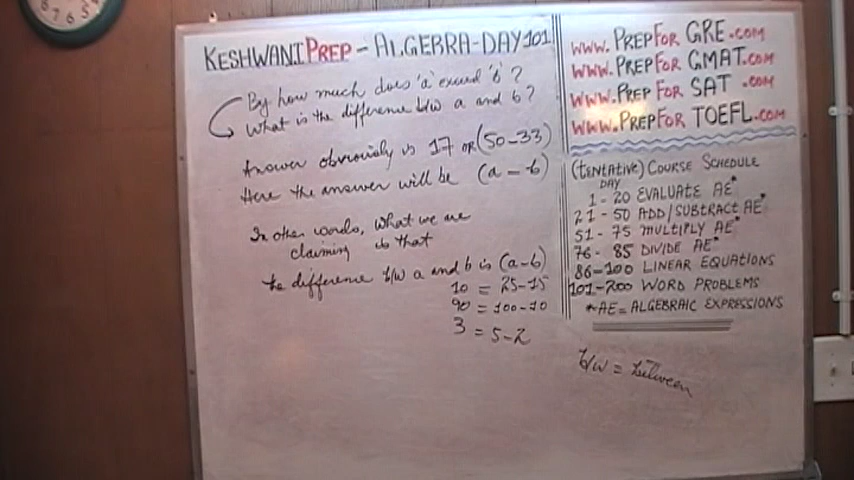 KESHWANI PREP - ALGEBRA - DAY 101
By how much does 'a' exceed 'b'?
What is the difference b/w a and b?
Answer obviously is 17 or (50-33)
Here the answer will be (a - b)
In other words, what we are
claiming is that
the difference b/w a and b is (a-b)
10 = 25-15
90 = 100-10
3 = 5-2
www.PREPFOR GRE.COM
www.PREPFOR GMAT.COM
www.PREP FOR SAT .COM
www.PREPFOR TOEFL.COM
(TENTATIVE) COURSE SCHEDULE
DAY
1 - 20 EVALUATE AE*
21 - 50 ADD/SUBTRACT AE*
51 - 75 MULTIPLY AE*
76 - 85 DIVIDE AE*
86-100 LINEAR EQUATIONS
101-200 WORD PROBLEMS
*AE = ALGEBRAIC EXPRESSIONS
b/w = between